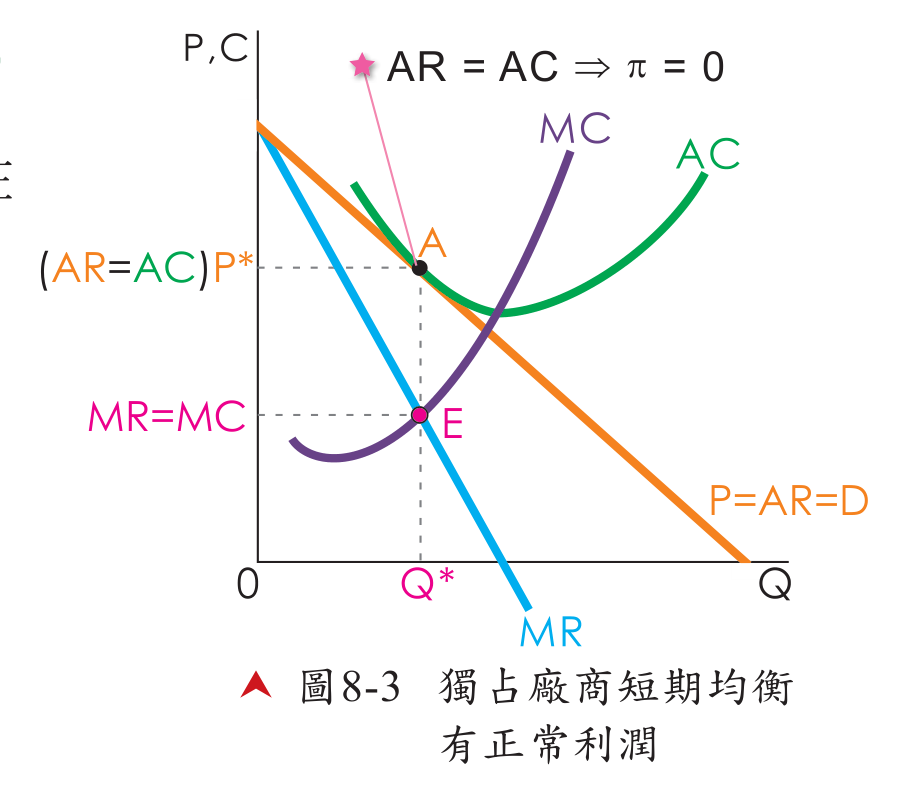 P,C
★ AR = AC ⇒ π = 0
MC
AC
A
(AR=AC)P*
MR=MC
E
P=AR=D
0
Q*
Q
MR
圖8-3 獨占廠商短期均衡
有正常利潤